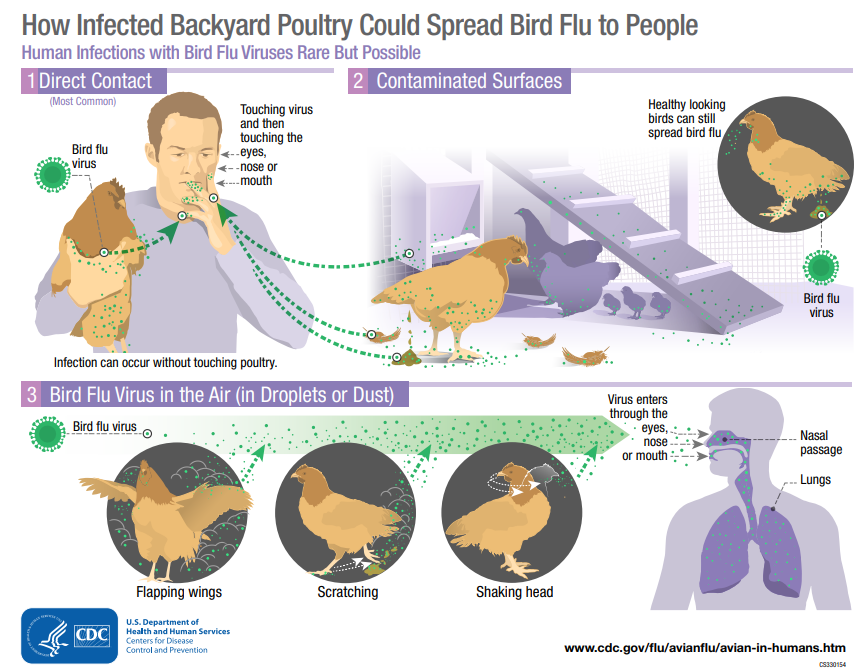 How Infected Backyard Poultry Could Spread Bird Flu to People
Human Infections with Bird Flu Viruses Rare But Possible
1 Direct Contact
(Most Common)
Bird flu
virus
Touching virus
and then
touching the
eyes,
nose or
mouth
Infection can occur without touching poultry.
2 Contaminated Surfaces
Healthy looking
birds can still
spread bird flu
Bird flu
virus
3 Bird Flu Virus in the Air (in Droplets or Dust)
Bird flu virus
Flapping wings
Scratching
Shaking head
Virus enters
through the
eyes,
nose
or mouth
Nasal
passage
Lungs
CDC
U.S. Department of
Health and Human Services
Centers for Disease
Control and Prevention
www.cdc.gov/flu/avianflu/avian-in-humans.htm
CS330154